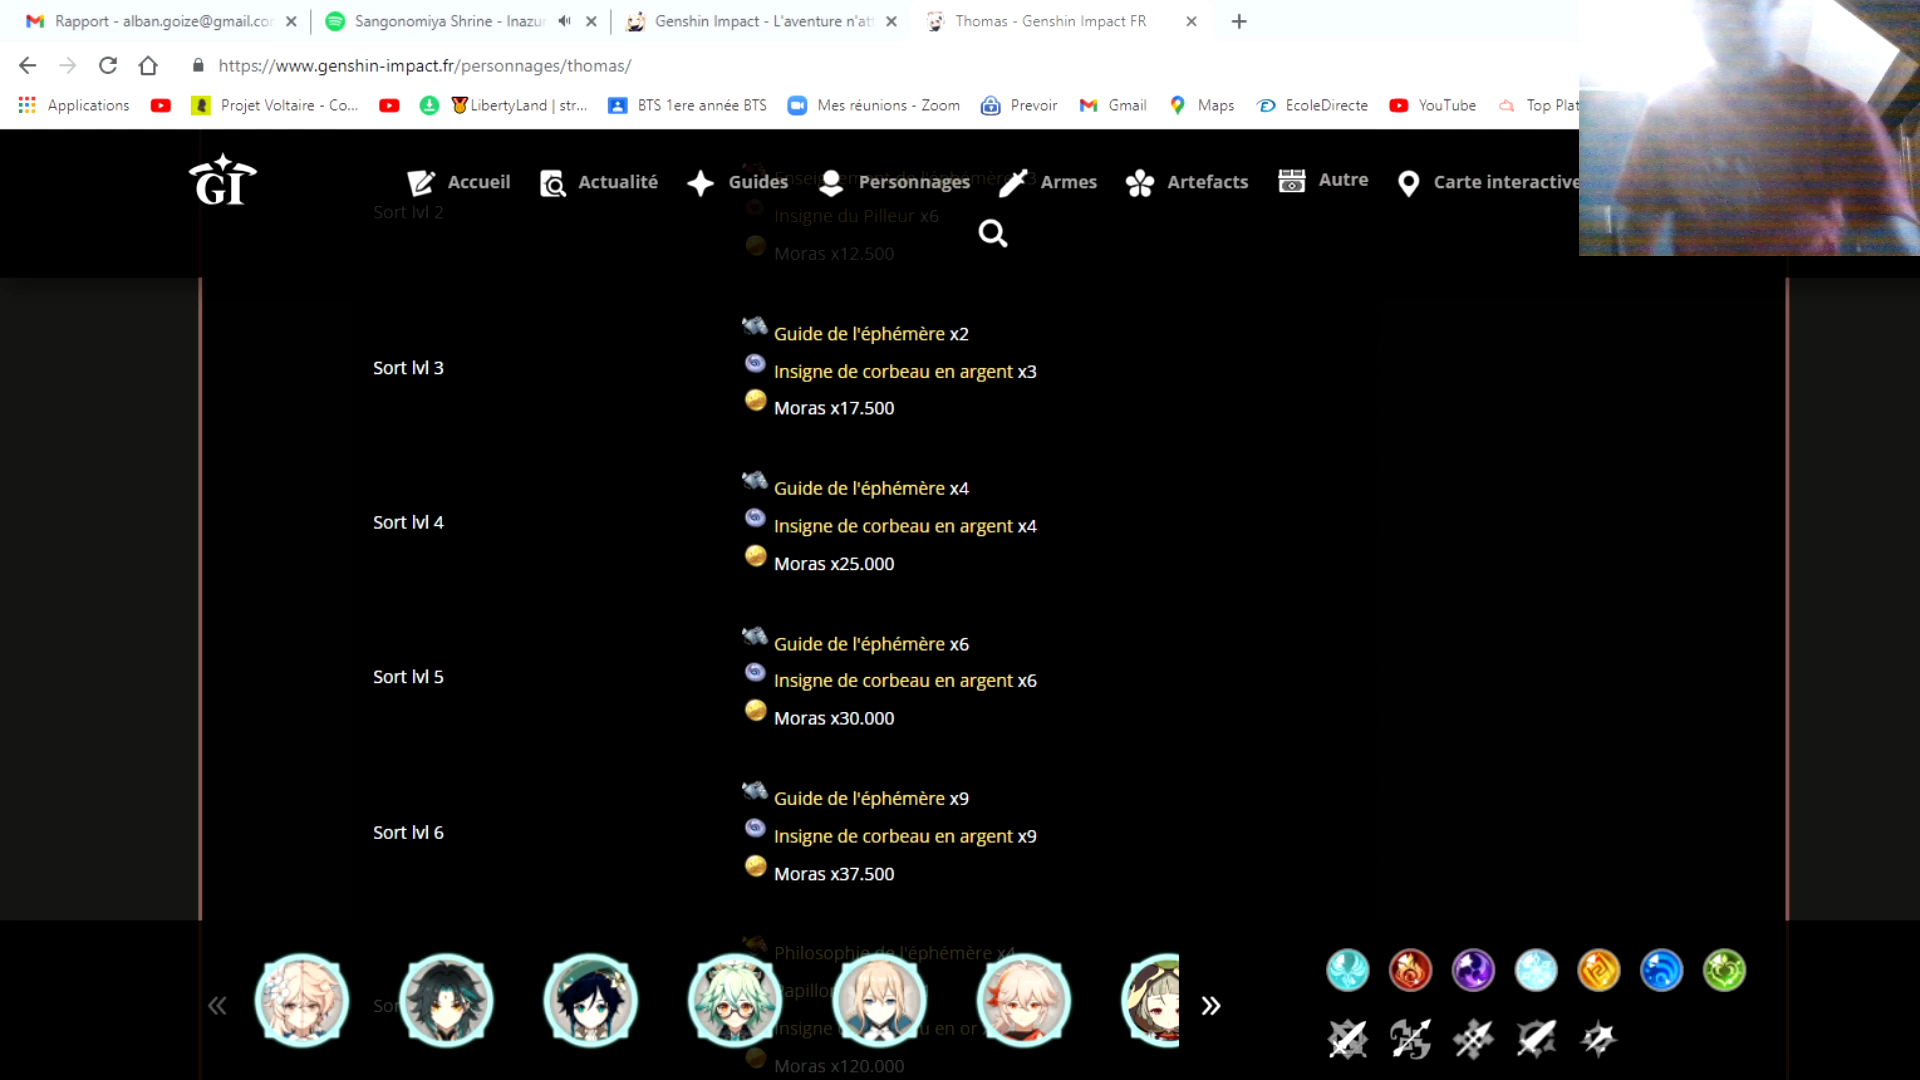 Rapport - alban.goize@gmail.co
Sangonomiya Shrine - Inazu
Genshin Impact - L'aventure n'at
Thomas - Genshin Impact FR
https://www.genshin-impact.fr/personnages/thomas/
Applications
Projet Voltaire - Co...
LibertyLand | str...
BTS 1ere année BTS
Mes réunions - Zoom
Prevoir
Gmail
Maps
EcoleDirecte
YouTube
Top Plat
GI
Accueil
Actualité
Guides
Personnages
Armes
Artefacts
Autre
Carte interactive
Sort lvl 2
Insigne du Pilleur x6
Moras x12.500
Sort lvl 3
Guide de l'éphémère x2
Insigne de corbeau en argent x3
Moras x17.500
Sort lvl 4
Guide de l'éphémère x4
Insigne de corbeau en argent x4
Moras x25.000
Sort lvl 5
Guide de l'éphémère x6
Insigne de corbeau en argent x6
Moras x30.000
Sort lvl 6
Guide de l'éphémère x9
Insigne de corbeau en argent x9
Moras x37.500
Philosophie de l'éphémère x4
Moras x120.000